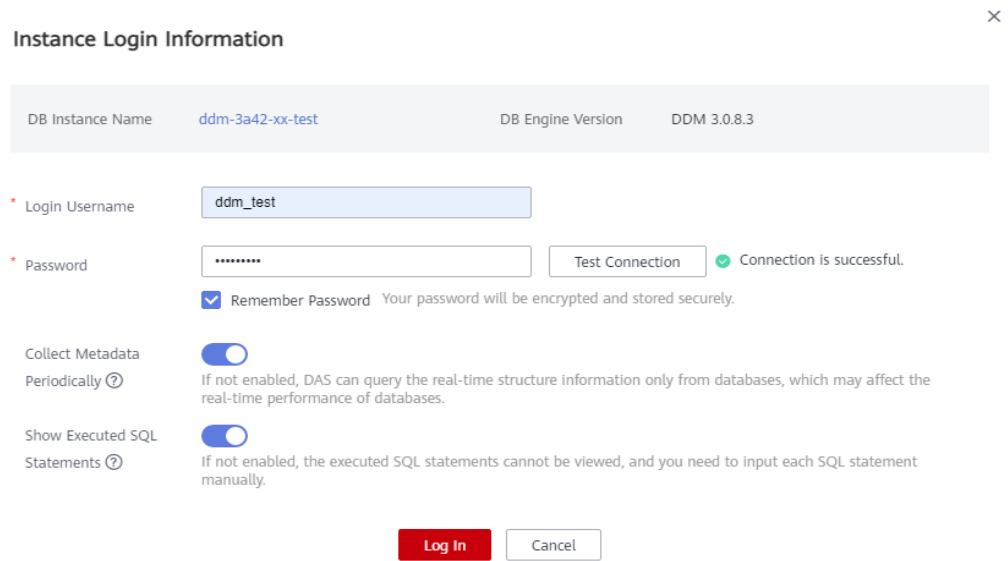 Instance Login Information
DB Instance Name ddm-3a42-xx-test DB Engine Version DDM 3.0.8.3
* Login Username ddm_test
* Password ••••••••• Test Connection Connection is successful.
Remember Password Your password will be encrypted and stored securely.
Collect Metadata
Periodically ?
If not enabled, DAS can query the real-time structure information only from databases, which may affect the
real-time performance of databases.
Show Executed SQL
Statements ?
If not enabled, the executed SQL statements cannot be viewed, and you need to input each SQL statement
manually.
Log In Cancel